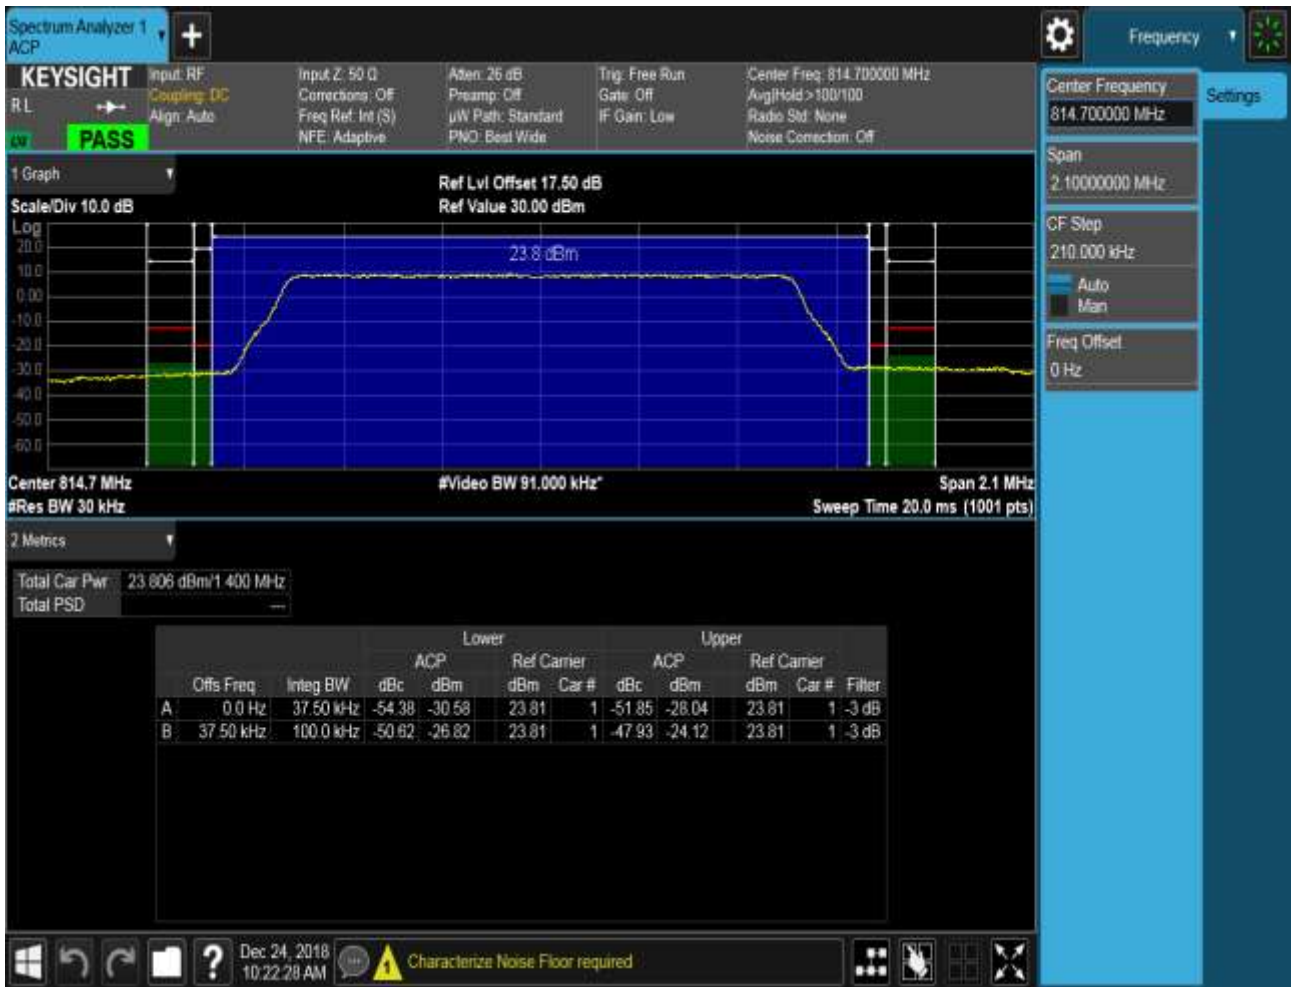 Spectrum Analyzer 1
ACP
Frequency
KEYSIGHT
R L
PASS
Input: RF
Coupling: DC
Align: Auto
Input Z: 50 Ω
Corrections: Off
Freq Ref: Int (S)
NFE: Adaptive
Atten: 26 dB
Preamp: Off
µW Path: Standard
PNO: Best Wide
Trig: Free Run
Gate: Off
IF Gain: Low
Center Freq: 814.700000 MHz
Avg|Hold:>100/100
Radio Std: None
Noise Correction: Off
Center Frequency
814.700000 MHz
Settings
Span
2.10000000 MHz
CF Step
210.000 kHz
Auto
Man
Freq Offset
0 Hz
1 Graph
Scale/Div 10.0 dB
Ref Lvl Offset 17.50 dB
Ref Value 30.00 dBm
Log
20.0
10.0
0.00
-10.0
-20.0
-30.0
-40.0
-50.0
-60.0
23.8 dBm
Center 814.7 MHz
#Res BW 30 kHz
#Video BW 91.000 kHz*
Span 2.1 MHz
Sweep Time 20.0 ms (1001 pts)
2 Metrics
Total Car Pwr 23.806 dBm/1.400 MHz
Total PSD ---
Lower Upper
ACP Ref Carrier ACP Ref Carrier
Offs Freq Integ BW dBc dBm dBm Car # dBc dBm dBm Car # Filter
A 0.0 Hz 37.50 kHz -54.38 -30.58 23.81 1 -51.85 -28.04 23.81 1 -3 dB
B 37.50 kHz 100.0 kHz -50.62 -26.82 23.81 1 -47.93 -24.12 23.81 1 -3 dB
?
Dec 24, 2018
10:22:28 AM
1
Characterize Noise Floor required